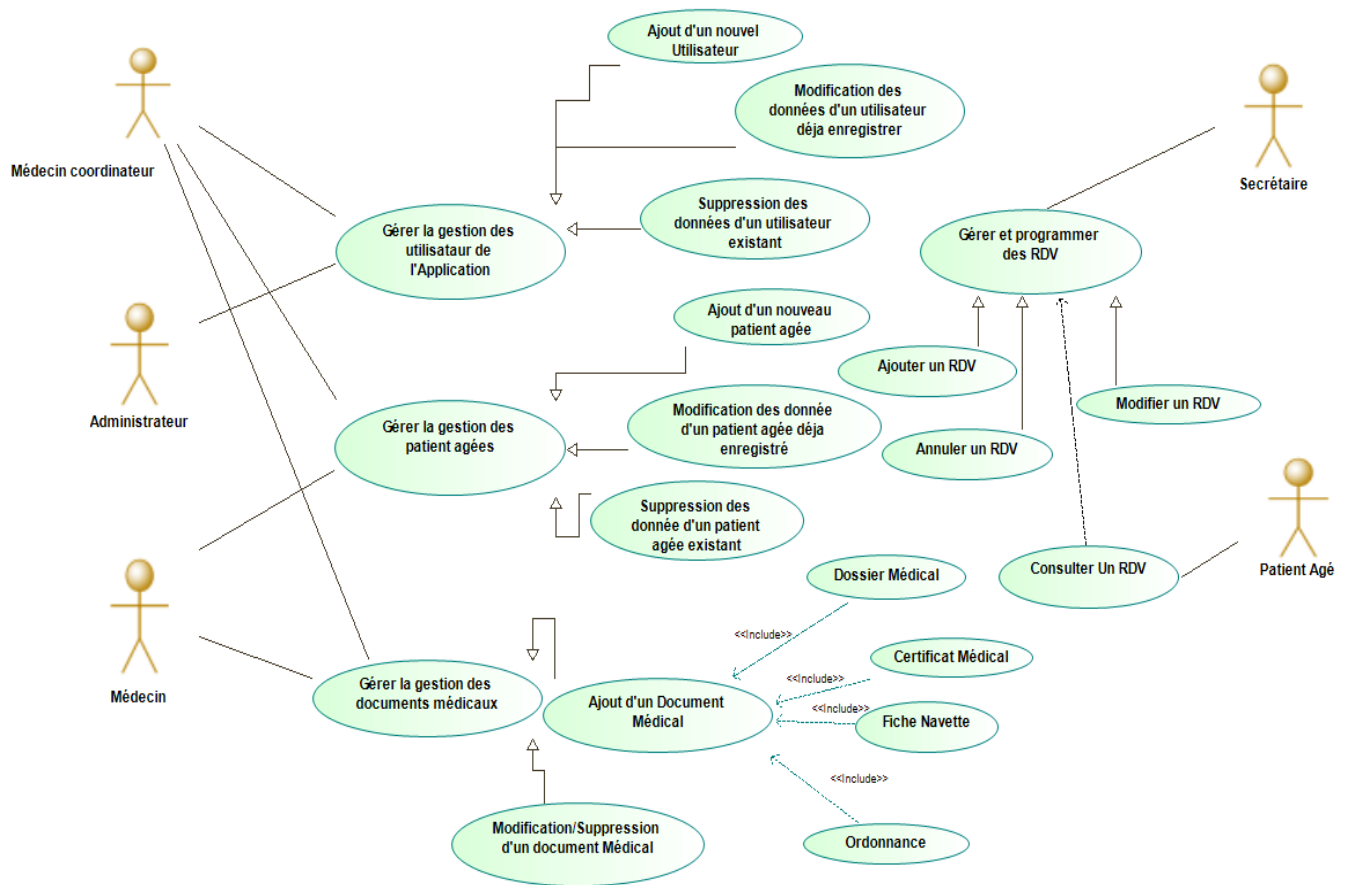 Ajout d'un nouvel
Utilisateur
Modification des
données d'un utilisateur
déja enregistrer
Médecin coordinateur
Secrétaire
Suppression des
données d'un utilisateur
existant
Gérer la gestion des
utilisataur de
l'Application
Gérer et programmer
des RDV
Ajout d'un nouveau
patient agée
Ajouter un RDV
Modifier un RDV
Administrateur
Gérer la gestion des
patient agées
Modification des donnée
d'un patient agée déja
enregistré
Annuler un RDV
Suppression des
donnée d'un patient
agée existant
Dossier Médical
Consulter Un RDV
Patient Agé
<<Include>>
Certificat Médical
<<Include>>
Médecin
Gérer la gestion des
documents médicaux
Ajout d'un Document
Médical
<<Include>>
Fiche Navette
<<Include>>
Modification/Suppression
d'un document Médical
Ordonnance